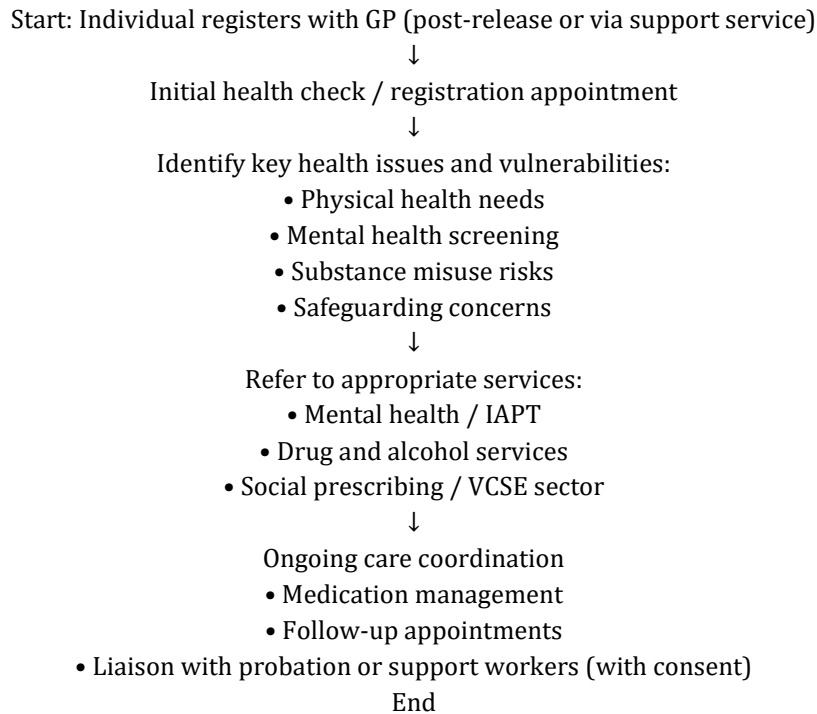 Start: Individual registers with GP (post-release or via support service)
↓
Initial health check / registration appointment
↓
Identify key health issues and vulnerabilities:
• Physical health needs
• Mental health screening
• Substance misuse risks
• Safeguarding concerns
↓
Refer to appropriate services:
• Mental health / IAPT
• Drug and alcohol services
• Social prescribing / VCSE sector
↓
Ongoing care coordination
• Medication management
• Follow-up appointments
• Liaison with probation or support workers (with consent)
End